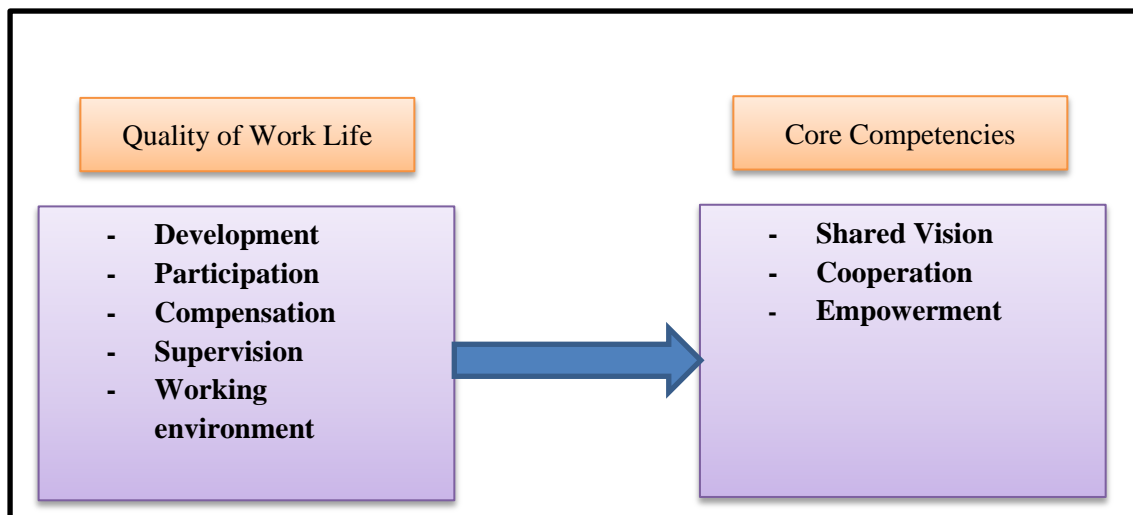 Quality of Work Life
- Development
- Participation
- Compensation
- Supervision
- Working
environment
Core Competencies
- Shared Vision
- Cooperation
- Empowerment